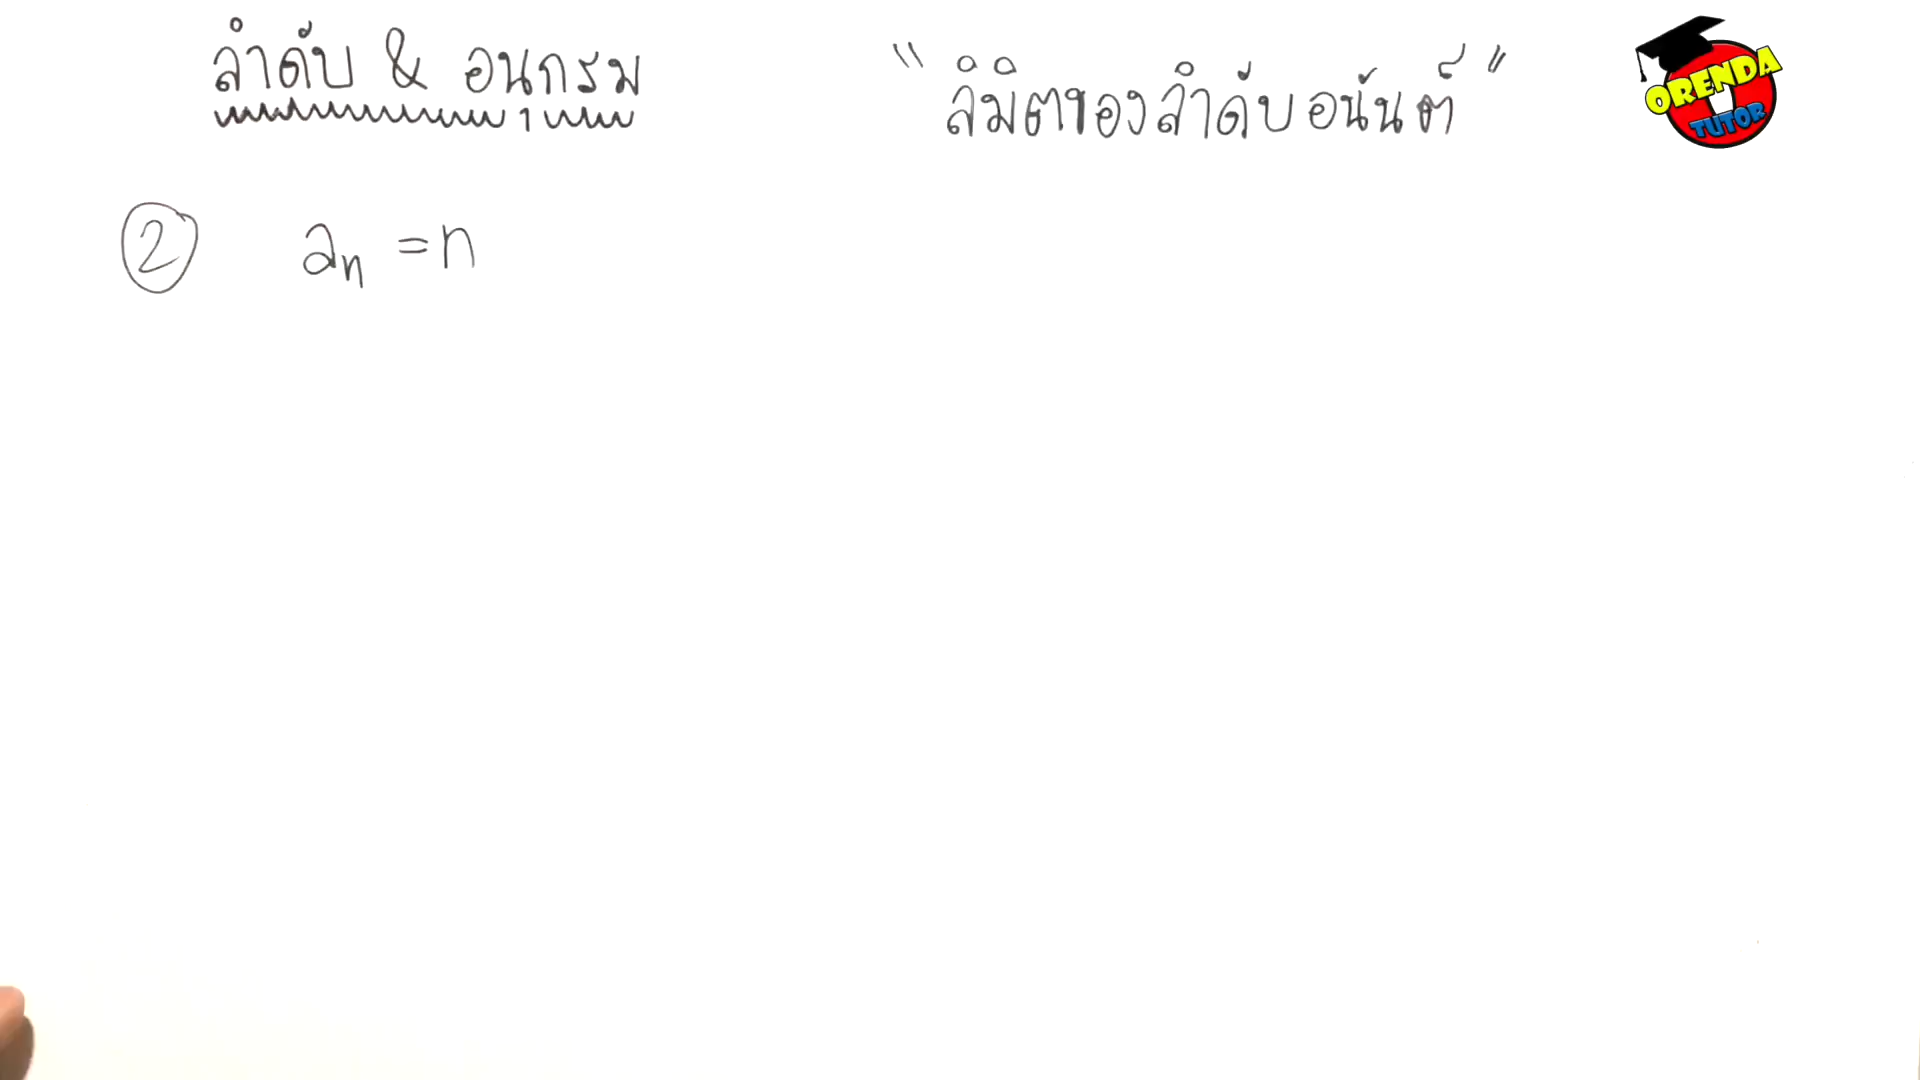 ลำดับ & อนุกรม
"ลิมิตของลำดับอนันต์"
ORENDA
TUTOR
② aₙ = n